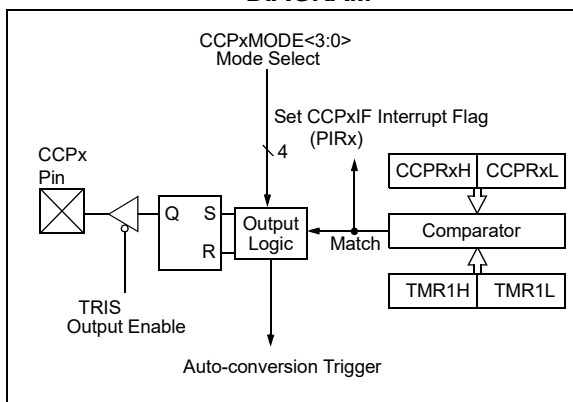 CCPxMODE<3:0>
Mode Select
Set CCPxIF Interrupt Flag
(PIRx)
4
CCPx
Pin
CCPRxH CCPRxL
Q S
R
Output
Logic
Match
Comparator
TRIS
Output Enable
TMR1H TMR1L
Auto-conversion Trigger